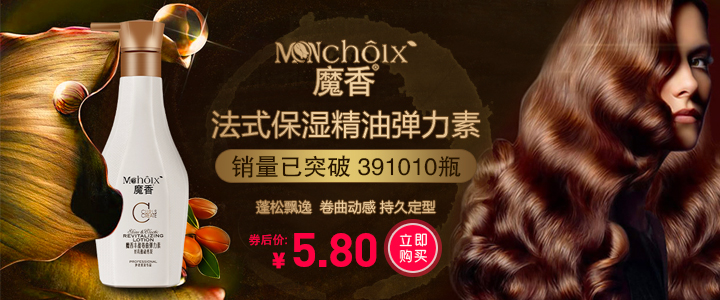 MONchôix
魔香®
法式保湿精油弹力素
销量已突破 391010瓶
蓬松飘逸 卷曲动感 持久定型
券后价:
¥ 5.80
立即
购买
Mchôix
魔香
C
REVITALIZING
LOTION
PROFESSIONAL